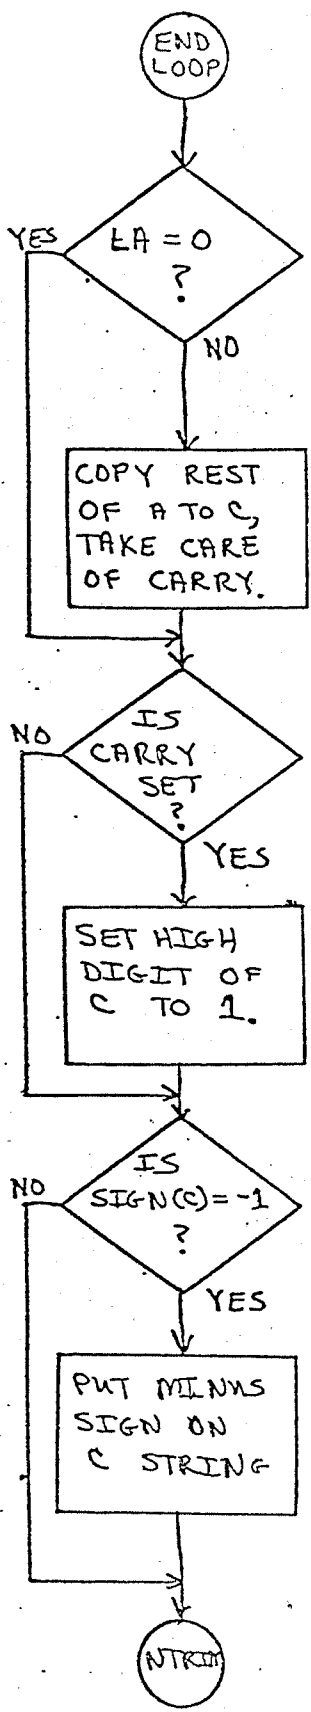 END
LOOP
YES
LA = 0
?
NO
COPY REST
OF A TO C,
TAKE CARE
OF CARRY.
IS
CARRY
SET
?
NO
YES
SET HIGH
DIGIT OF
C TO 1.
IS
SIGN(C) = -1
?
NO
YES
PUT MINUS
SIGN ON
C STRING
NTRIM